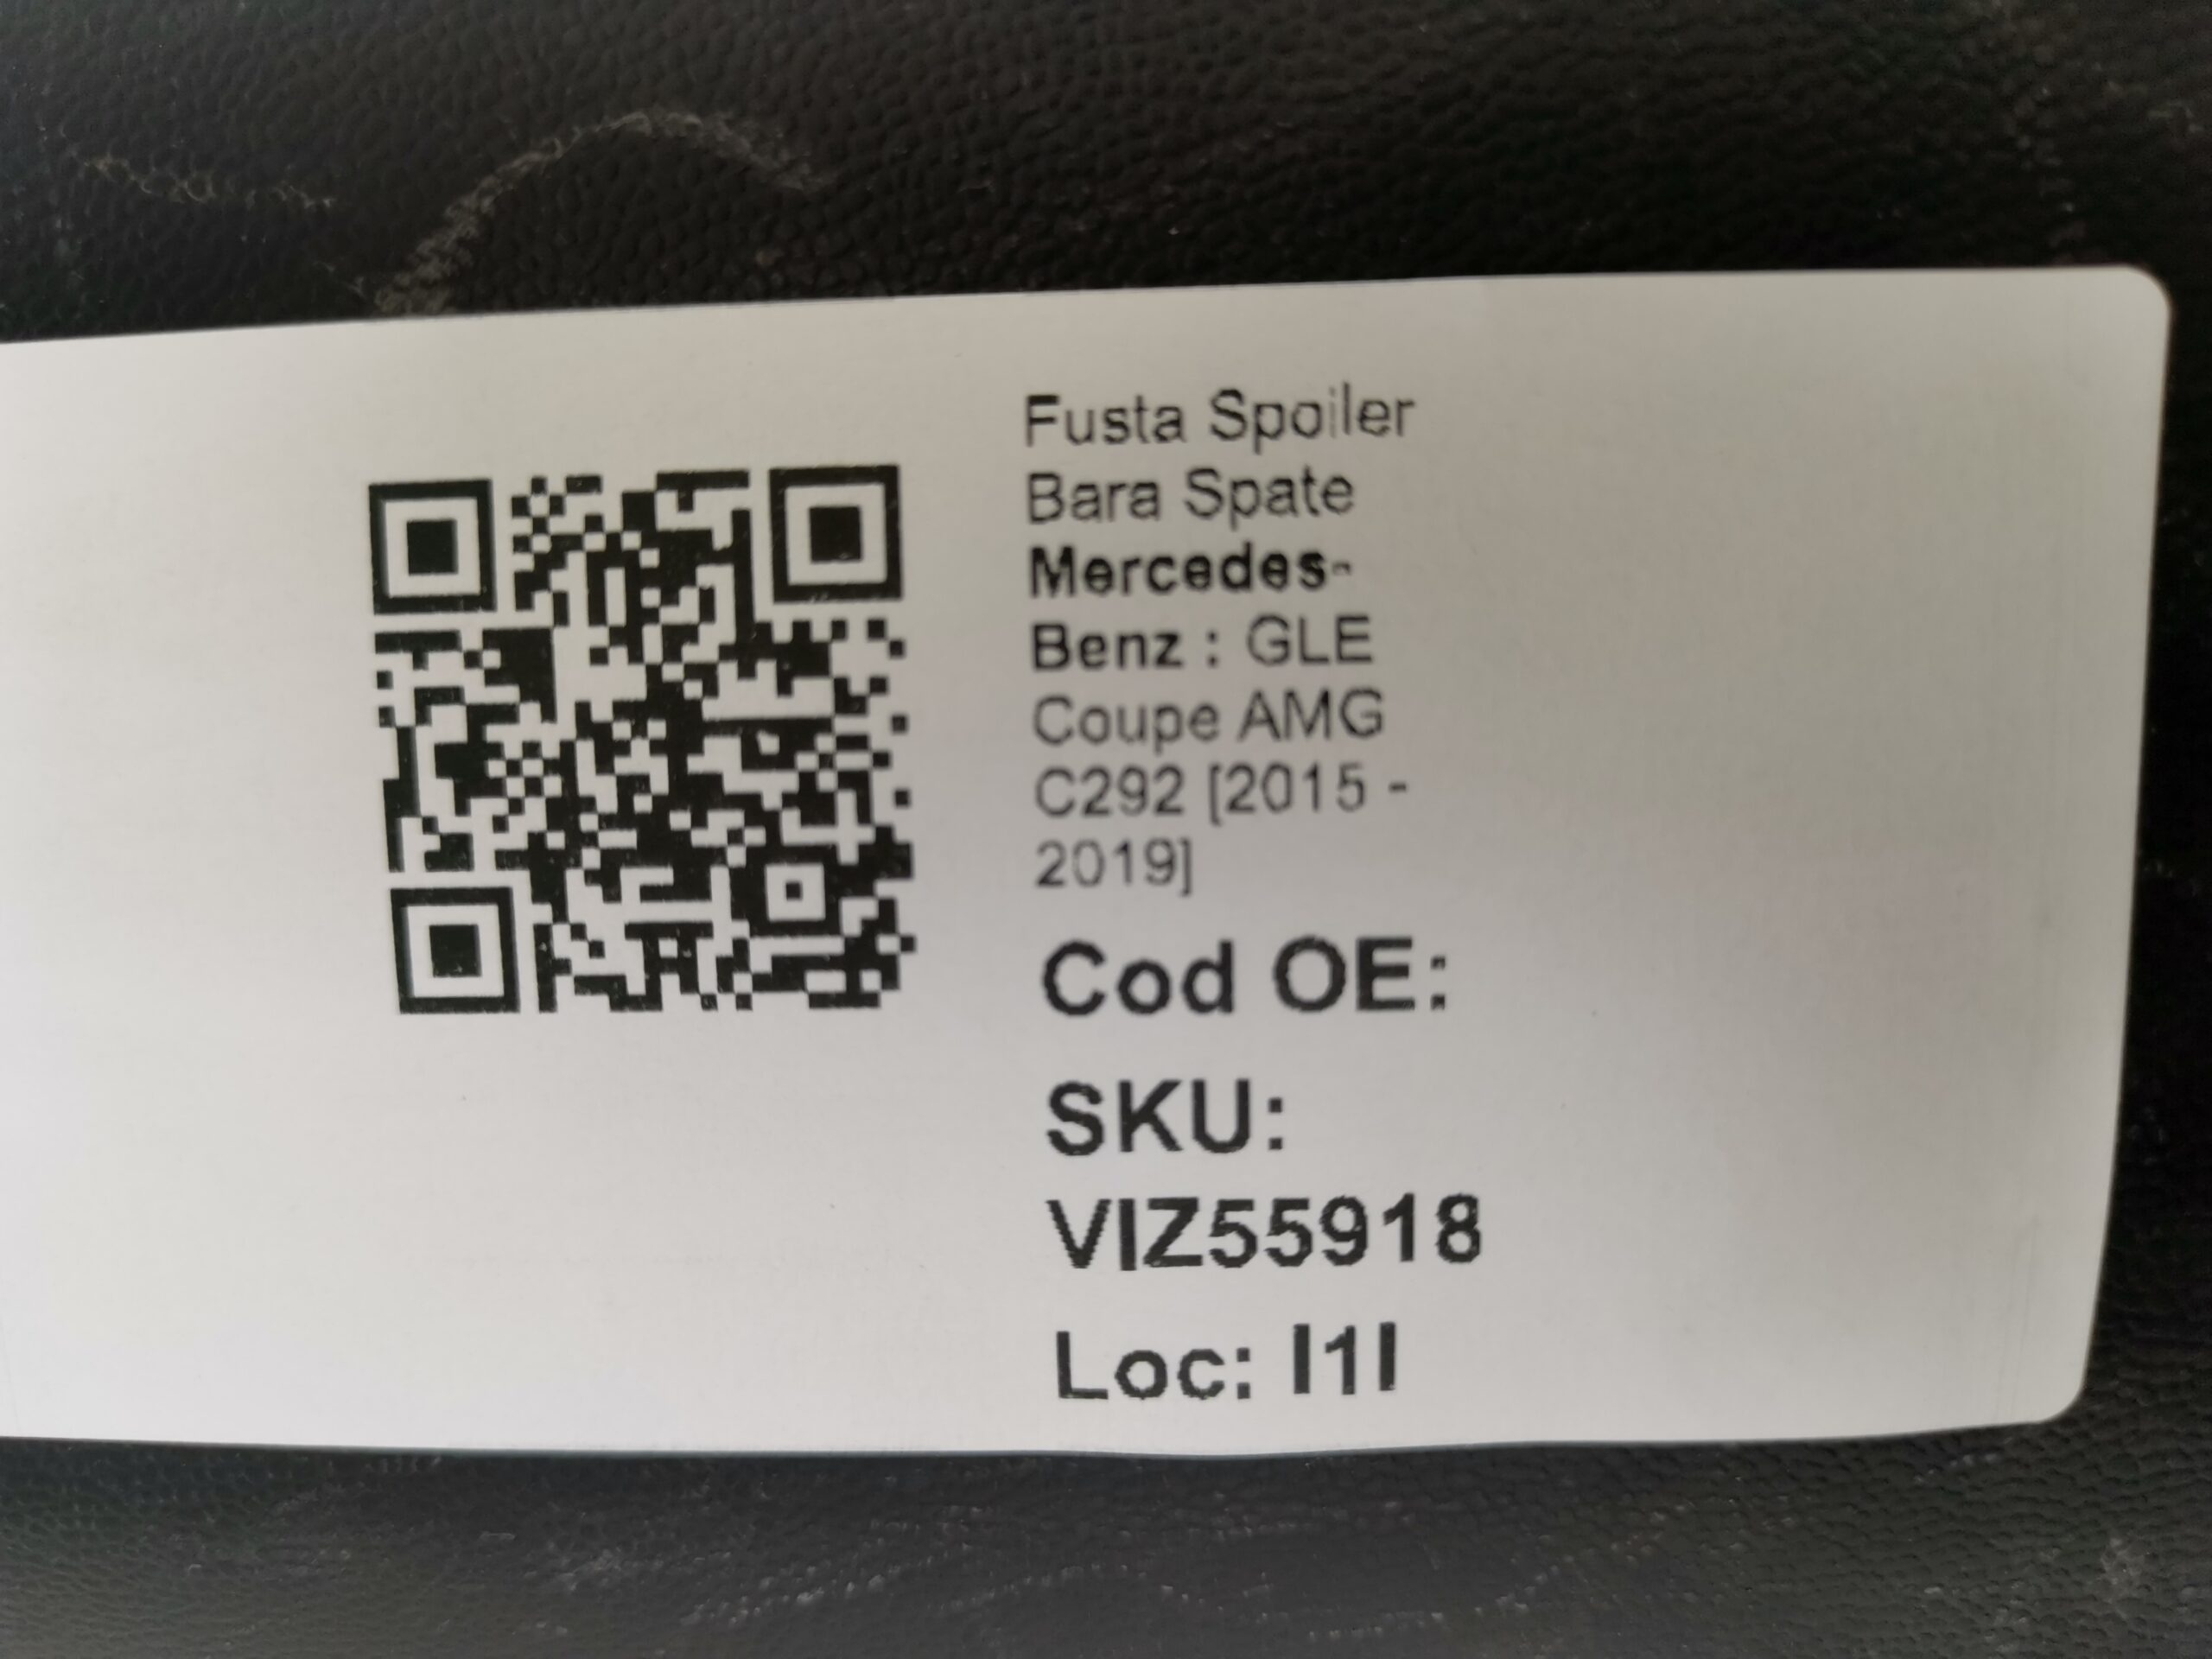 Fusta Spoiler
Bara Spate
Mercedes-
Benz : GLE
Coupe AMG
C292 [2015 -
2019]
Cod OE:
SKU:
VIZ55918
Loc: I1I